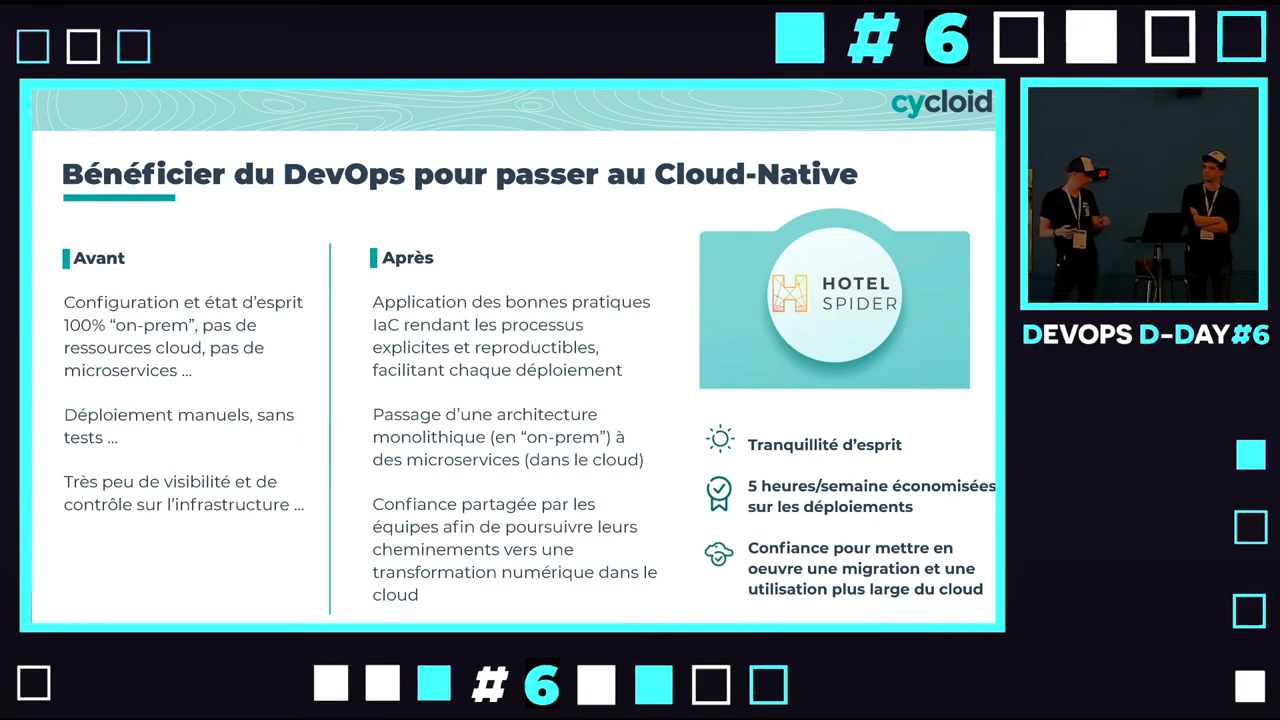 # 6
cycloid
Bénéficier du DevOps pour passer au Cloud-Native
Avant
Configuration et état d'esprit
100% “on-prem”, pas de
ressources cloud, pas de
microservices ...
Déploiement manuels, sans
tests ...
Très peu de visibilité et de
contrôle sur l'infrastructure ...
Après
Application des bonnes pratiques
IaC rendant les processus
explicites et reproductibles,
facilitant chaque déploiement
Passage d'une architecture
monolithique (en “on-prem”) à
des microservices (dans le cloud)
Confiance partagée par les
équipes afin de poursuivre leurs
cheminements vers une
transformation numérique dans le
cloud
HOTEL
SPIDER
Tranquillité d'esprit
5 heures/semaine économisées
sur les déploiements
Confiance pour mettre en
oeuvre une migration et une
utilisation plus large du cloud
DEVOPS D-DAY#6
# 6